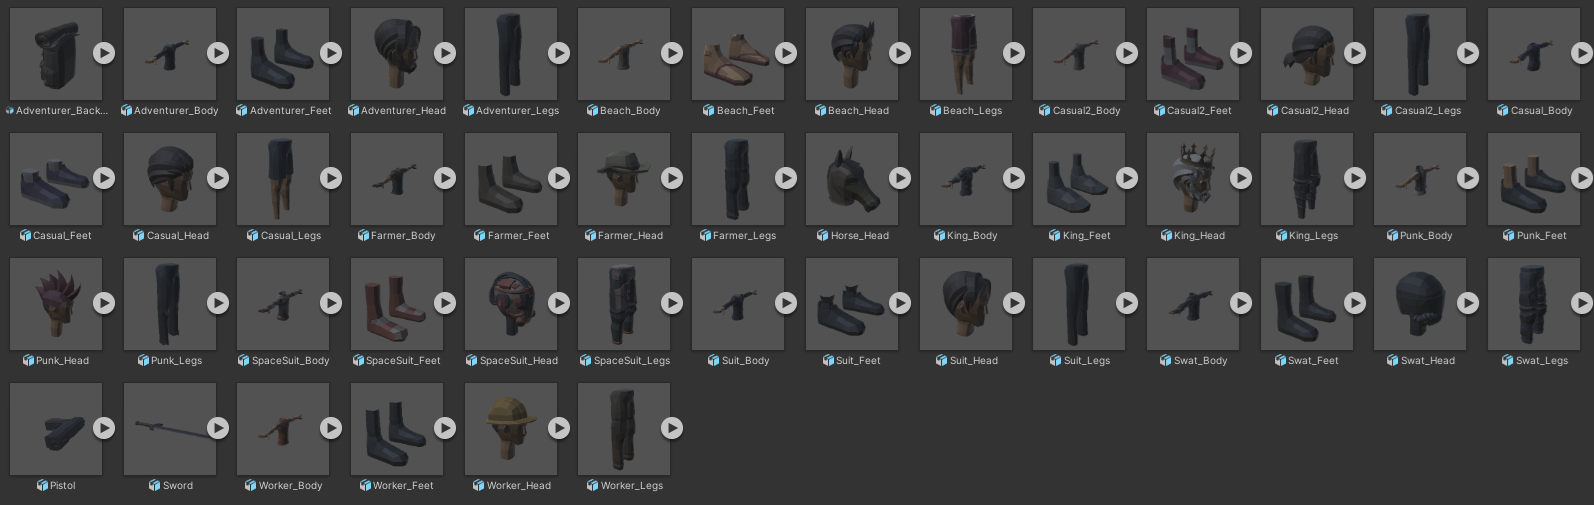 Adventurer_Back...
Adventurer_Body
Adventurer_Feet
Adventurer_Head
Adventurer_Legs
Beach_Body
Beach_Feet
Beach_Head
Beach_Legs
Casual2_Body
Casual2_Feet
Casual2_Head
Casual2_Legs
Casual_Body
Casual_Feet
Casual_Head
Casual_Legs
Farmer_Body
Farmer_Feet
Farmer_Head
Farmer_Legs
Horse_Head
King_Body
King_Feet
King_Head
King_Legs
Punk_Body
Punk_Feet
Punk_Head
Punk_Legs
SpaceSuit_Body
SpaceSuit_Feet
SpaceSuit_Head
SpaceSuit_Legs
Suit_Body
Suit_Feet
Suit_Head
Suit_Legs
Swat_Body
Swat_Feet
Swat_Head
Swat_Legs
Pistol
Sword
Worker_Body
Worker_Feet
Worker_Head
Worker_Legs